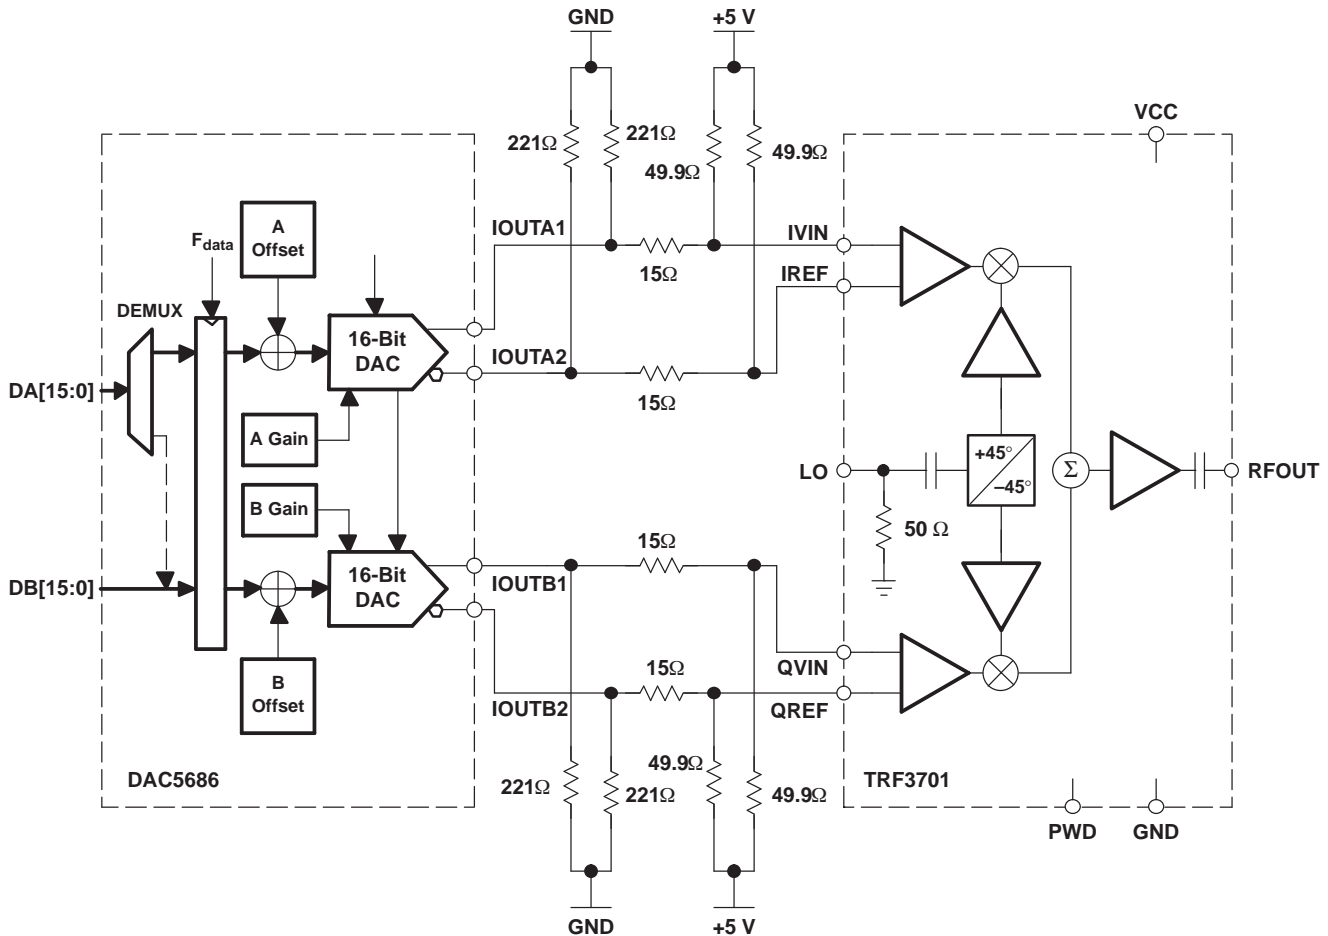 GND
+5 V
VCC
221Ω
221Ω
49.9Ω
49.9Ω
A
Offset
F_data
IOUTA1
15Ω
IVIN
IREF
DEMUX
16-Bit
DAC
IOUTA2
15Ω
DA[15:0]
A Gain
+45°
–45°
Σ
LO
RFOUT
B Gain
50 Ω
15Ω
DB[15:0]
16-Bit
DAC
IOUTB1
15Ω
QVIN
B
Offset
IOUTB2
QREF
DAC5686
49.9Ω
221Ω
221Ω
49.9Ω
TRF3701
PWD
GND
GND
+5 V